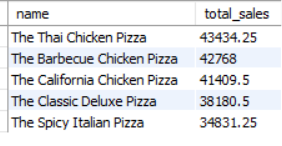 name total_sales
The Thai Chicken Pizza 43434.25
The Barbecue Chicken Pizza 42768
The California Chicken Pizza 41409.5
The Classic Deluxe Pizza 38180.5
The Spicy Italian Pizza 34831.25